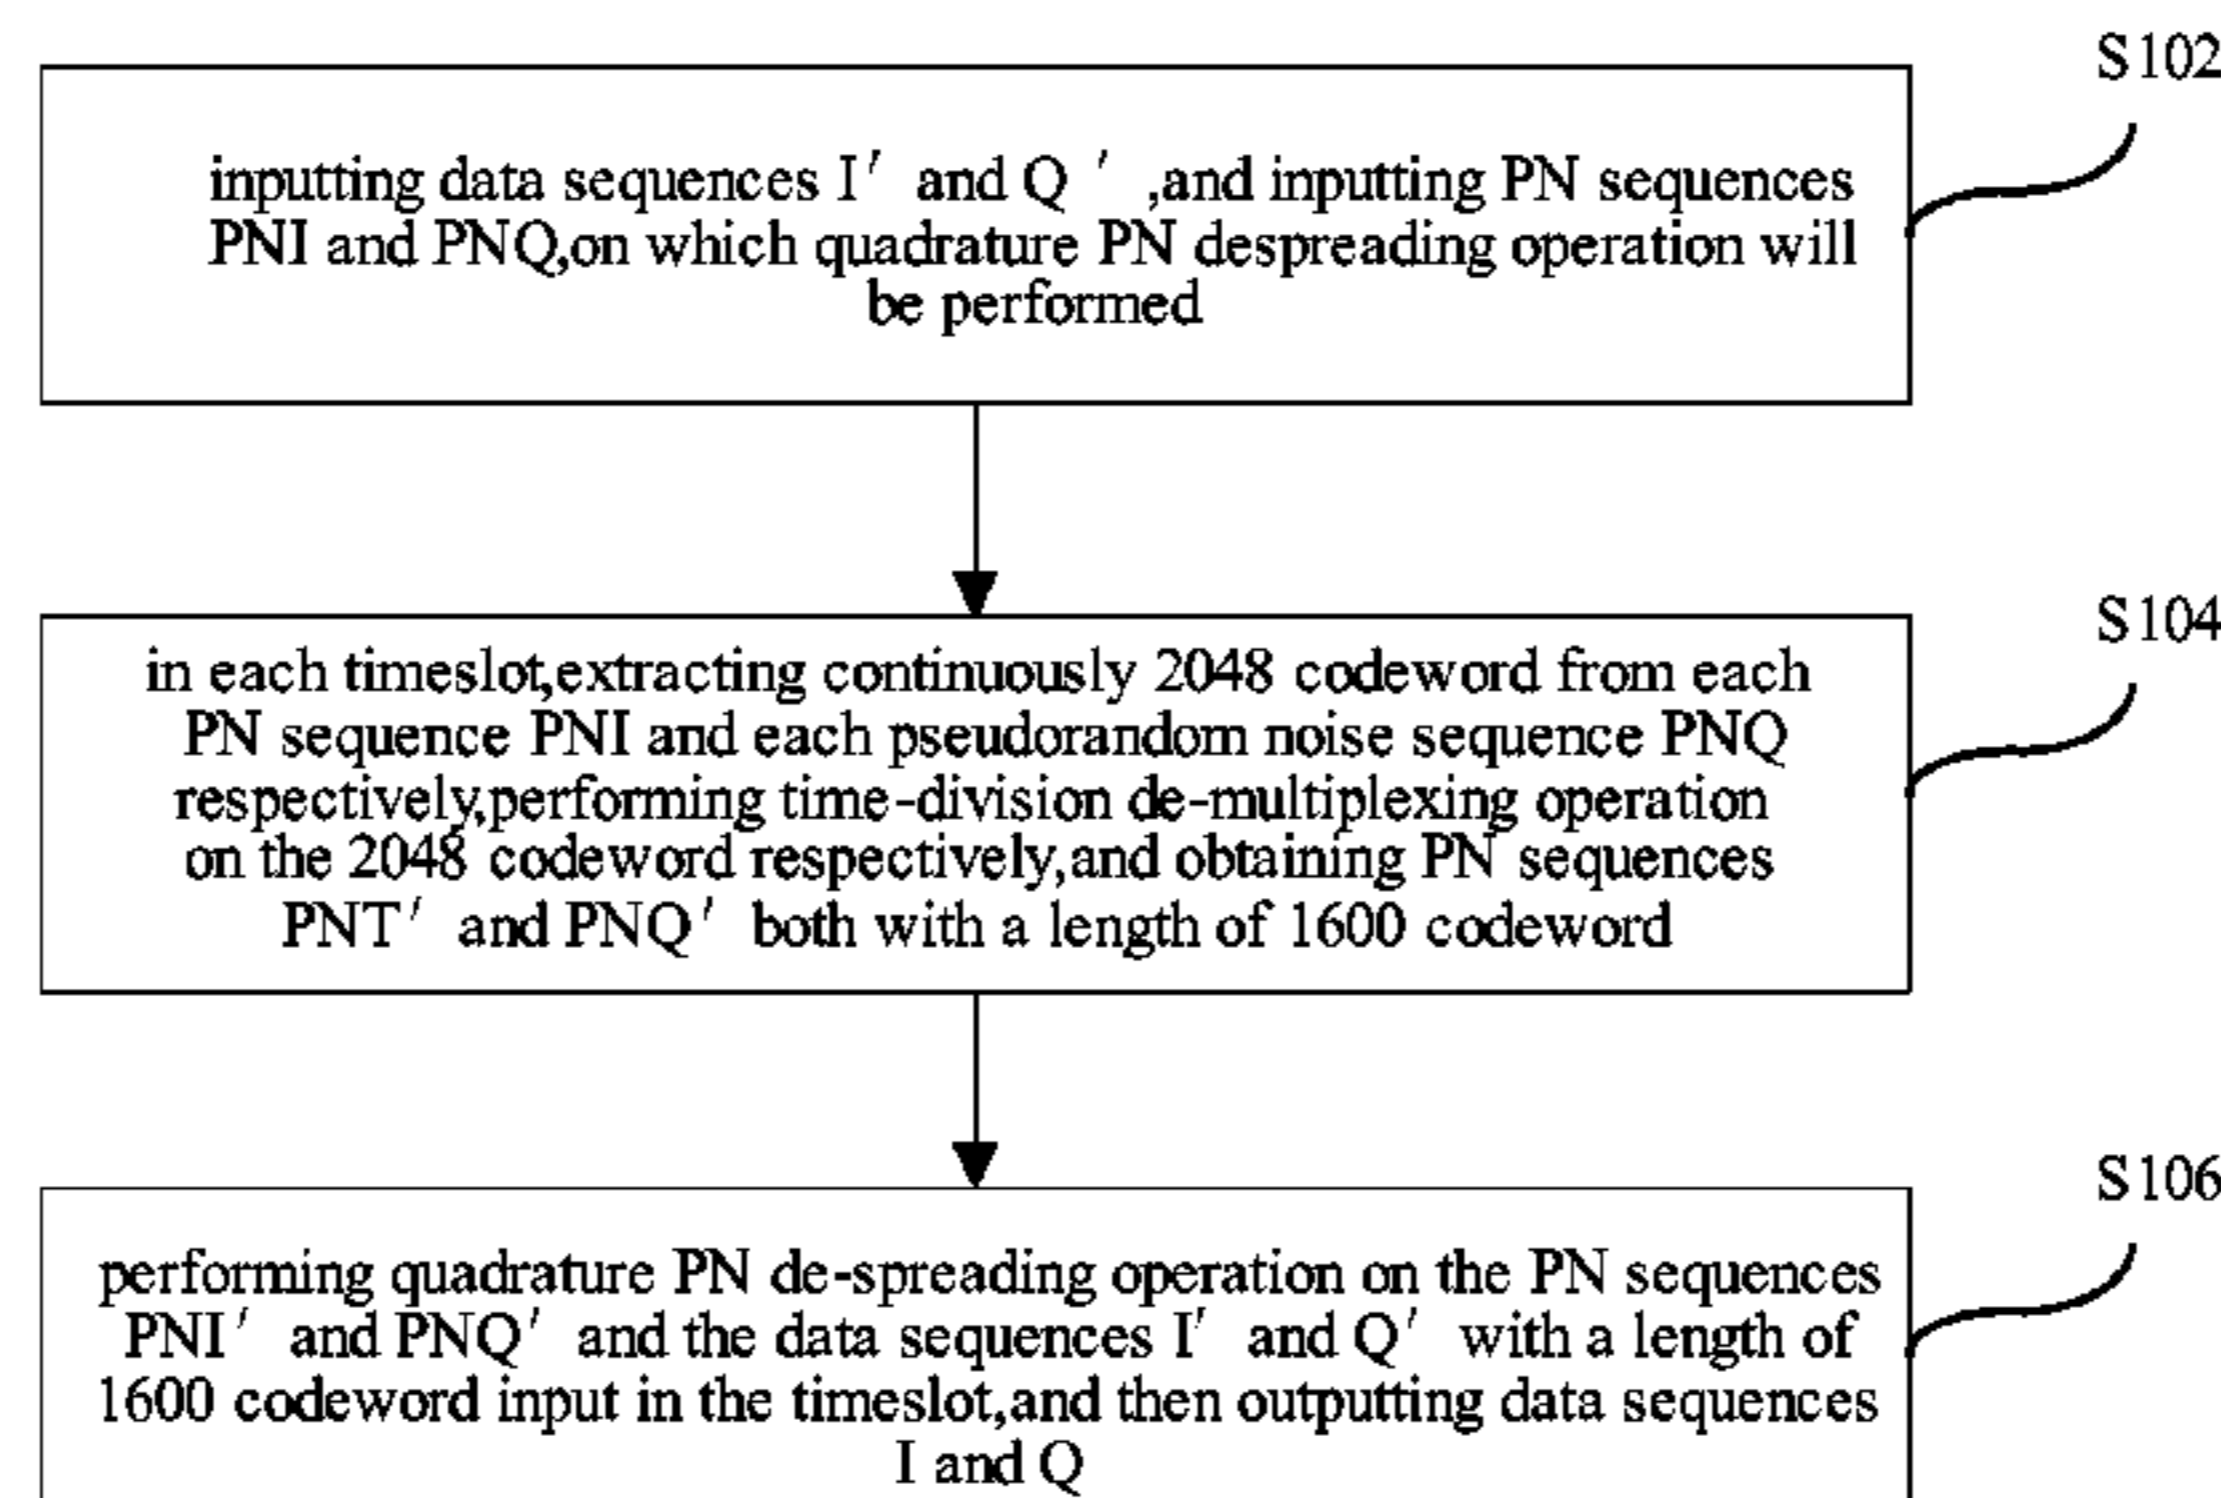 S102
inputting data sequences I′ and Q ′ ,and inputting PN sequences
PNI and PNQ,on which quadrature PN despreading operation will
be performed
S104
in each timeslot,extracting continuously 2048 codeword from each
PN sequence PNI and each pseudorandom noise sequence PNQ
respectively,performing time-division de-multiplexing operation
on the 2048 codeword respectively,and obtaining PN sequences
PNT′ and PNQ′ both with a length of 1600 codeword
S106
performing quadrature PN de-spreading operation on the PN sequences
PNI′ and PNQ′ and the data sequences I′ and Q′ with a length of
1600 codeword input in the timeslot,and then outputting data sequences
I and Q